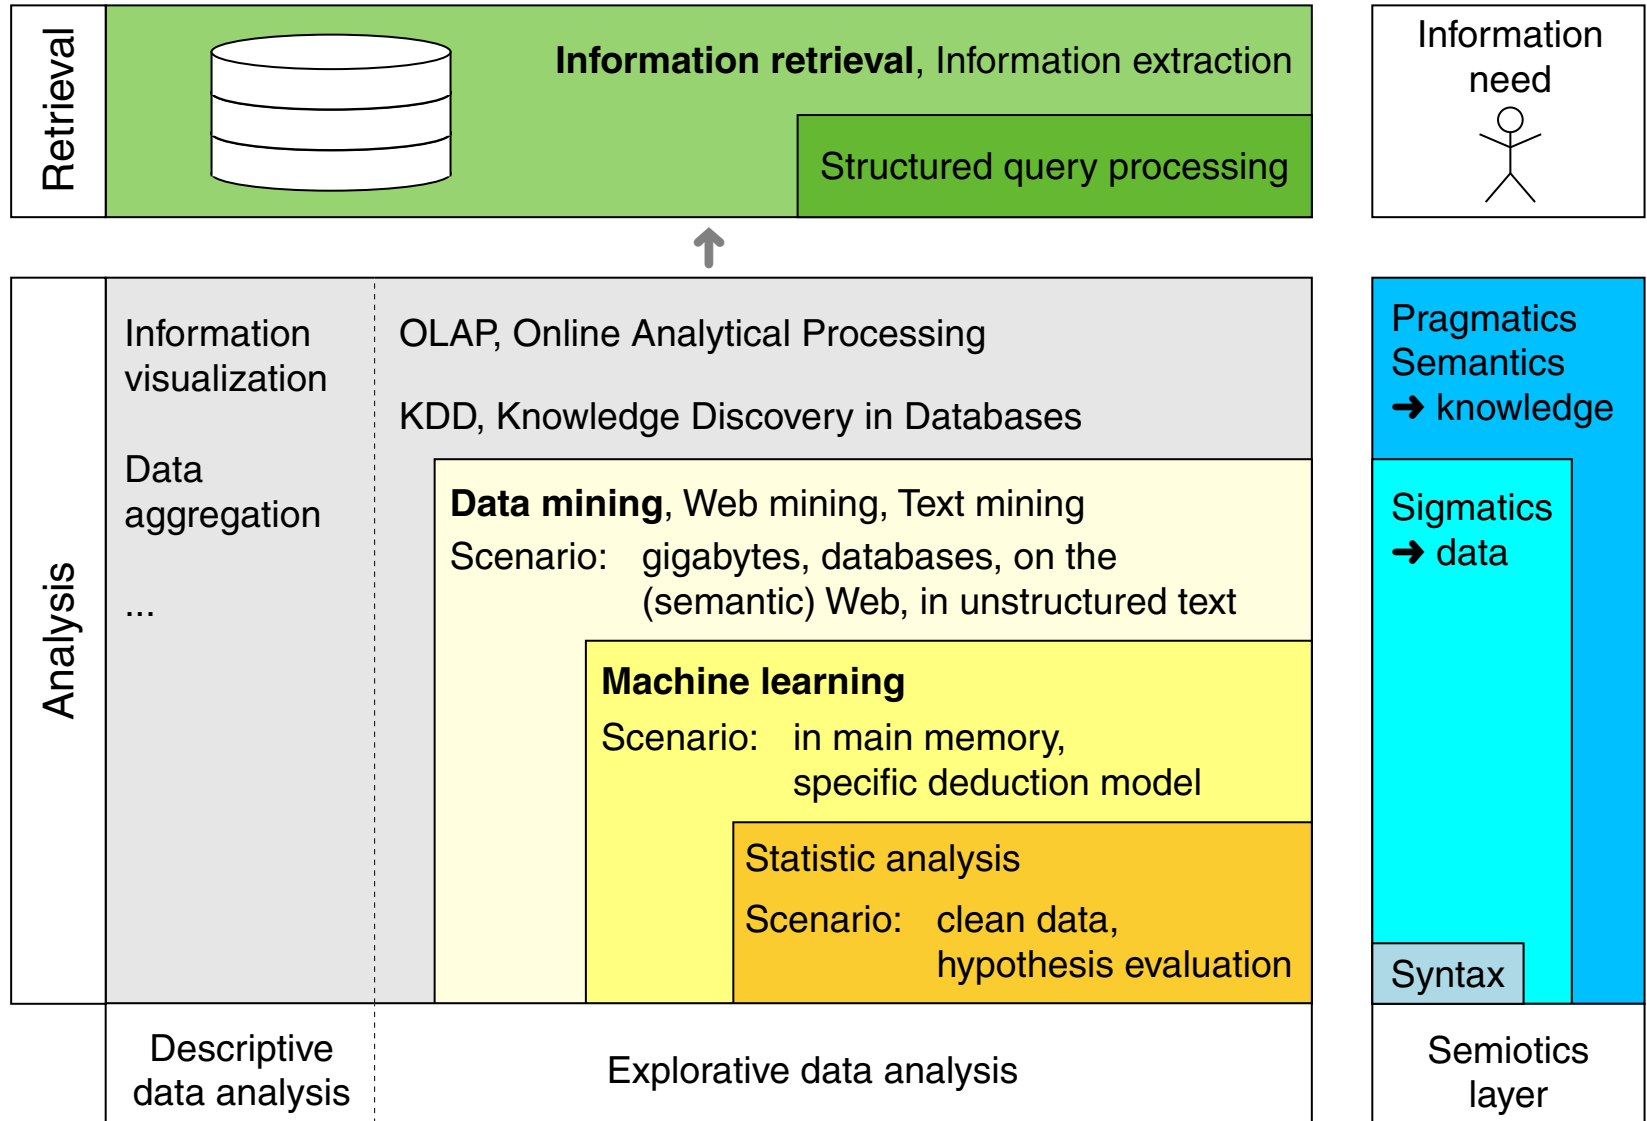 Retrieval
Information retrieval, Information extraction
Structured query processing
Information
need
Analysis
Information
visualization
Data
aggregation
...
OLAP, Online Analytical Processing
KDD, Knowledge Discovery in Databases
Data mining, Web mining, Text mining
Scenario: gigabytes, databases, on the
(semantic) Web, in unstructured text
Machine learning
Scenario: in main memory,
specific deduction model
Statistic analysis
Scenario: clean data,
hypothesis evaluation
Pragmatics
Semantics
➜ knowledge
Sigmatics
➜ data
Syntax
Descriptive
data analysis
Explorative data analysis
Semiotics
layer